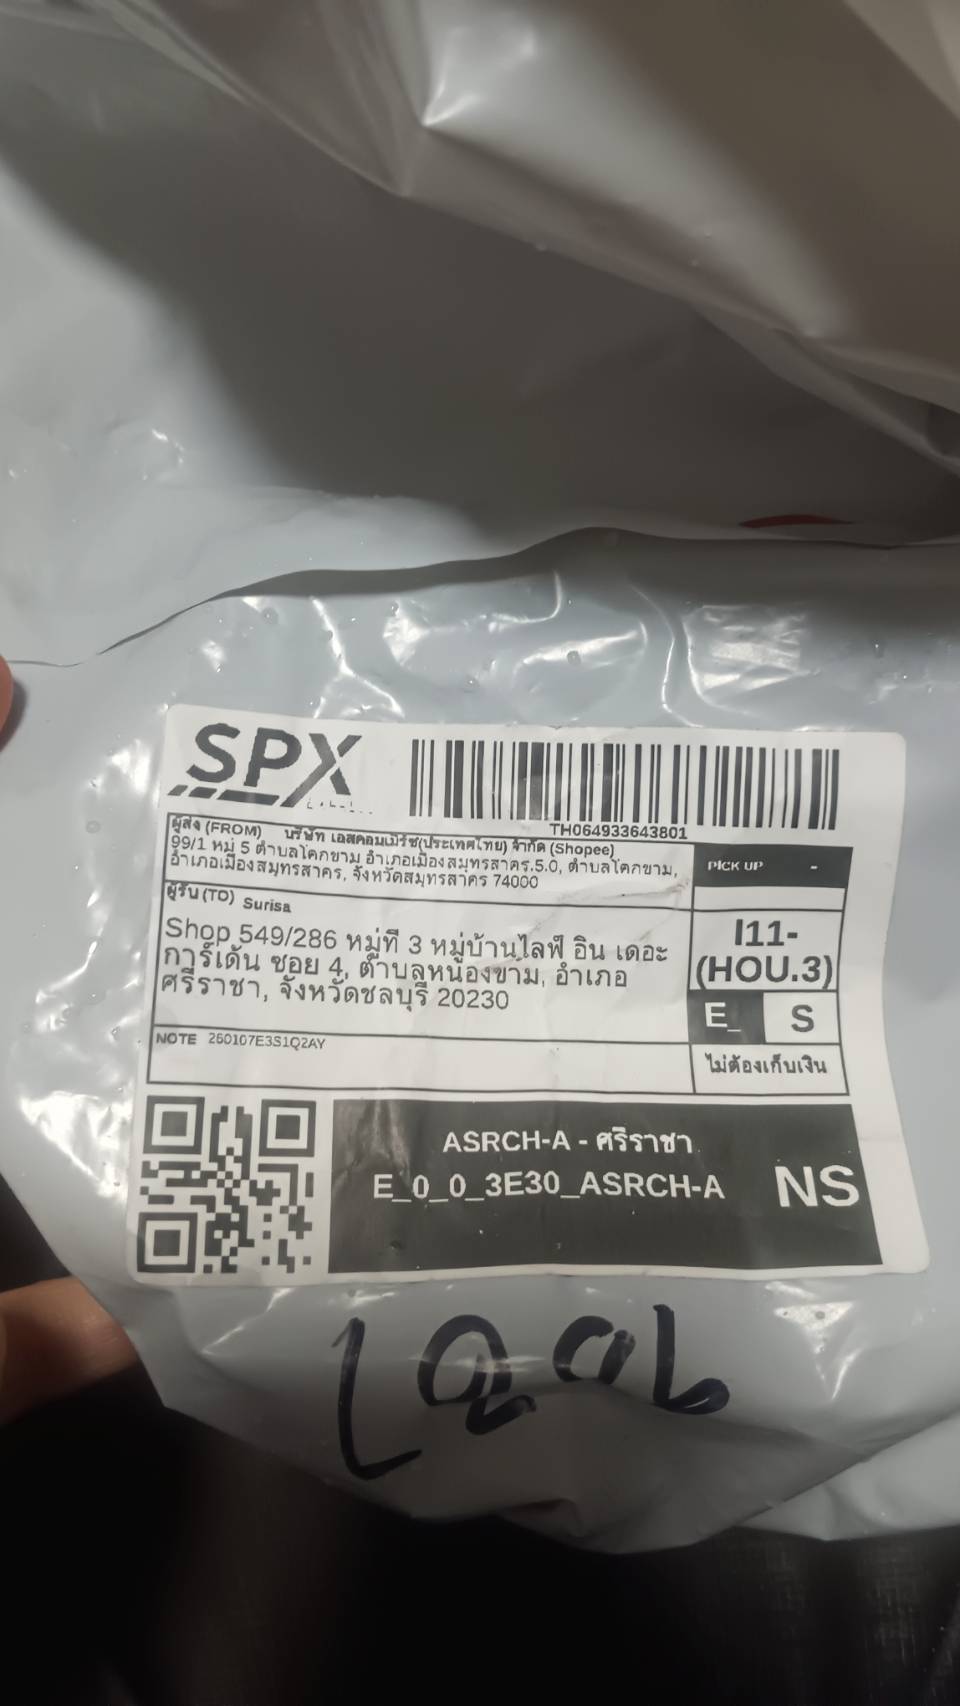 SPX
TH064933643801
ผู้ส่ง (FROM) บริษัท เอสคอมเมิร์ซ(ประเทศไทย) จำกัด (Shopee)
99/1 หมู่ 5 ตำบลโคกขาม อำเภอเมืองสมุทรสาคร.5.0, ตำบลโคกขาม,
อำเภอเมืองสมุทรสาคร, จังหวัดสมุทรสาคร 74000
PICK UP -
ผู้รับ (TO) Surisa
Shop 549/286 หมู่ที่ 3 หมู่บ้านไลฟ์ อิน เดอะ
การ์เด้น ซอย 4, ตำบลหนองขาม, อำเภอ
ศรีราชา, จังหวัดชลบุรี 20230
I11-
(HOU.3)
E_ S
NOTE 260107E3S1Q2AY
ไม่ต้องเก็บเงิน
ASRCH-A - ศรีราชา
E_0_0_3E30_ASRCH-A NS